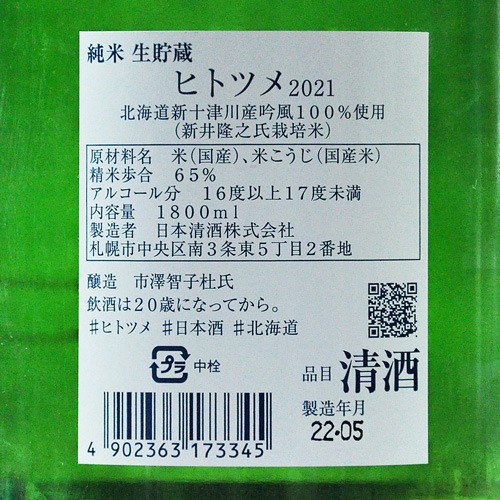 純米 生貯蔵
ヒトツメ2021
北海道新十津川産吟風100%使用
(新井隆之氏栽培米)
原材料名 米(国産)、米こうじ(国産米)
精米歩合 65%
アルコール分 16度以上17度未満
内容量 1800ml
製造者 日本清酒株式会社
札幌市中央区南3条東5丁目2番地
醸造 市澤智子杜氏
飲酒は20歳になってから。
#ヒトツメ #日本酒 #北海道
プラ 中栓
品目 清酒
製造年月
22・05
4 902363 173345